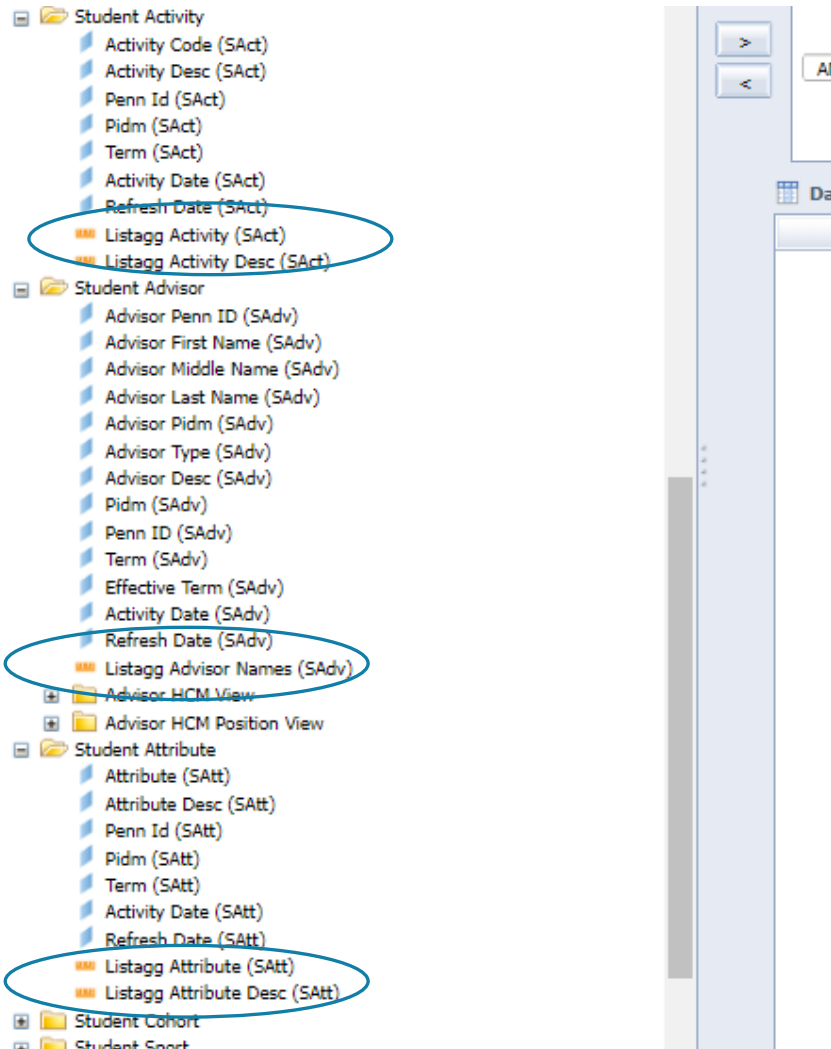 Student Activity
Activity Code (SAct)
Activity Desc (SAct)
Penn Id (SAct)
Pidm (SAct)
Term (SAct)
Activity Date (SAct)
Refresh Date (SAct)
Listagg Activity (SAct)
Listagg Activity Desc (SAct)
Student Advisor
Advisor Penn ID (SAdv)
Advisor First Name (SAdv)
Advisor Middle Name (SAdv)
Advisor Last Name (SAdv)
Advisor Pidm (SAdv)
Advisor Type (SAdv)
Advisor Desc (SAdv)
Pidm (SAdv)
Penn ID (SAdv)
Term (SAdv)
Effective Term (SAdv)
Activity Date (SAdv)
Refresh Date (SAdv)
Listagg Advisor Names (SAdv)
Advisor HCM View
Advisor HCM Position View
Student Attribute
Attribute (SAtt)
Attribute Desc (SAtt)
Penn Id (SAtt)
Pidm (SAtt)
Term (SAtt)
Activity Date (SAtt)
Refresh Date (SAtt)
Listagg Attribute (SAtt)
Listagg Attribute Desc (SAtt)
Student Cohort
Student Sport
>
<
Da